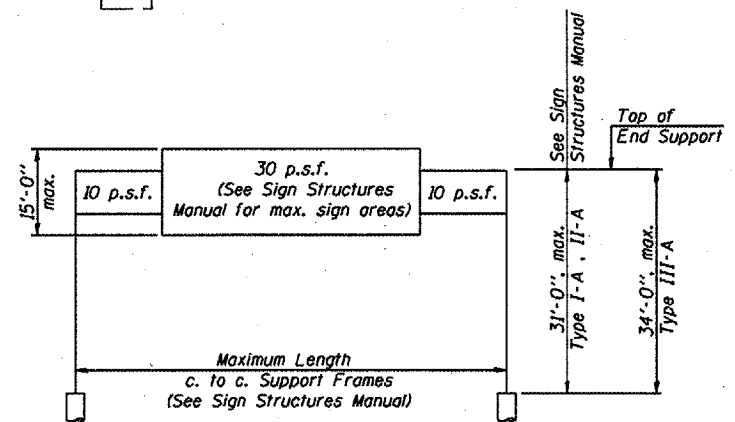 See Sign
Structures Manual
Top of
End Support
15'-0"
max.
10 p.s.f.
30 p.s.f.
(See Sign Structures
Manual for max. sign areas)
10 p.s.f.
31'-0", max.
Type I-A, II-A
34'-0", max.
Type III-A
Maximum Length
c. to c. Support Frames
(See Sign Structures Manual)